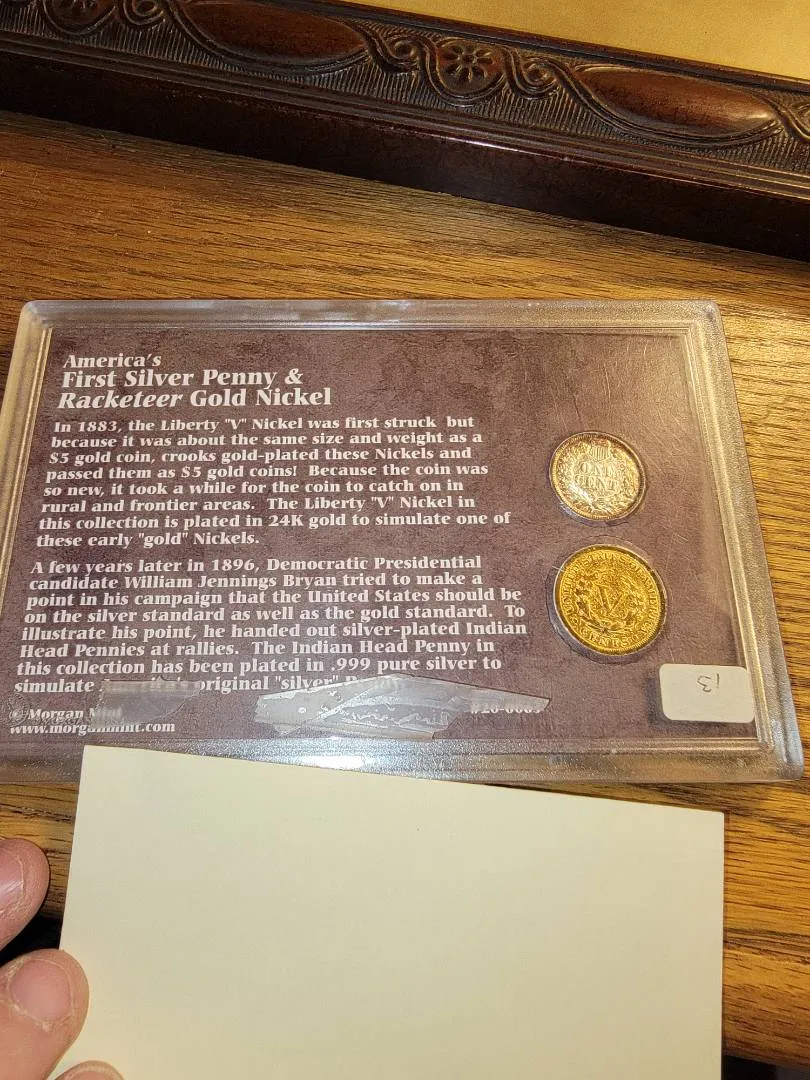 America's
First Silver Penny &
Racketeer Gold Nickel
In 1883, the Liberty "V" Nickel was first struck but
because it was about the same size and weight as a
$5 gold coin, crooks gold-plated these Nickels and
passed them as $5 gold coins! Because the coin was
so new, it took a while for the coin to catch on in
rural and frontier areas. The Liberty "V" Nickel in
this collection is plated in 24K gold to simulate one of
these early "gold" Nickels.
A few years later in 1896, Democratic Presidential
candidate William Jennings Bryan tried to make a
point in his campaign that the United States should be
on the silver standard as well as the gold standard. To
illustrate his point, he handed out silver-plated Indian
Head Pennies at rallies. The Indian Head Penny in
this collection has been plated in .999 pure silver to
simulate original "silver"
© Morgan Mint
www.morganmint.com
ONE
CENT
UNITED STATES OF AMERICA
V
CENTS
13